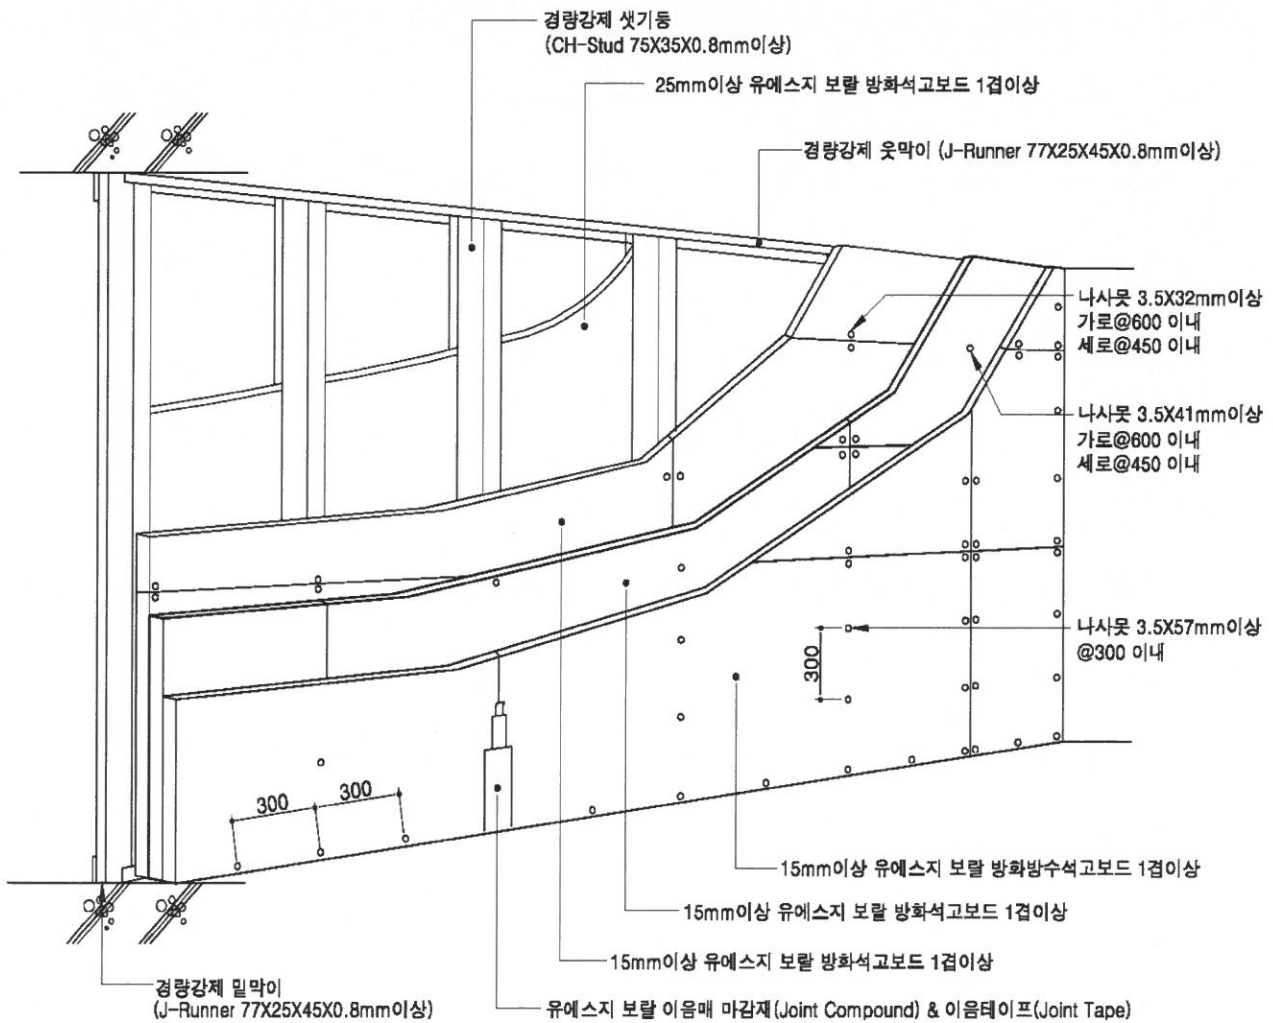 경량강제 샛기둥
(CH-Stud 75X35X0.8mm이상)
25mm이상 유에스지 보랄 방화석고보드 1겹이상
경량강제 웃막이 (J-Runner 77X25X45X0.8mm이상)
나사못 3.5X32mm이상
가로@600 이내
세로@450 이내
나사못 3.5X41mm이상
가로@600 이내
세로@450 이내
나사못 3.5X57mm이상
@300 이내
300
300
300
15mm이상 유에스지 보랄 방화방수석고보드 1겹이상
15mm이상 유에스지 보랄 방화석고보드 1겹이상
15mm이상 유에스지 보랄 방화석고보드 1겹이상
경량강제 밑막이
(J-Runner 77X25X45X0.8mm이상)
유에스지 보랄 이음매 마감재(Joint Compound) & 이음테이프(Joint Tape)